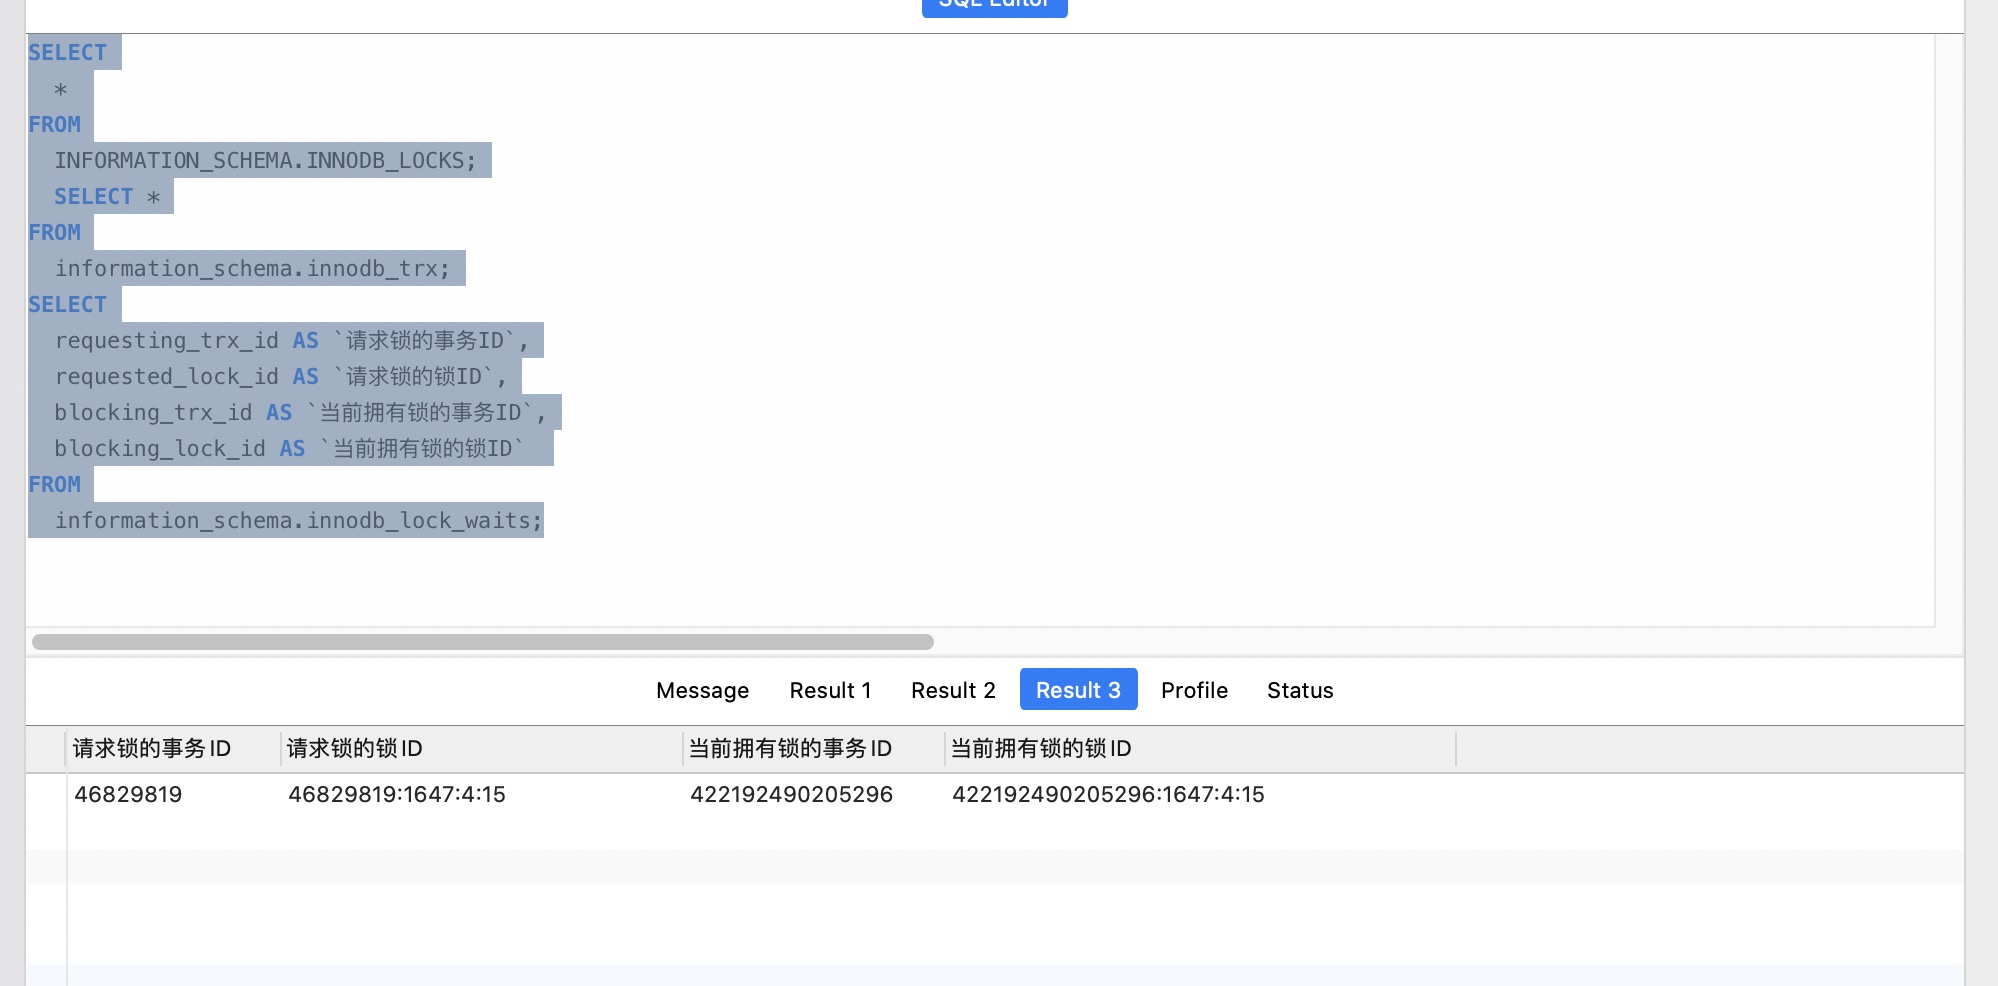 SQL Editor
SELECT
*
FROM
INFORMATION_SCHEMA.INNODB_LOCKS;
SELECT *
FROM
information_schema.innodb_trx;
SELECT
requesting_trx_id AS `请求锁的事务ID`,
requested_lock_id AS `请求锁的锁ID`,
blocking_trx_id AS `当前拥有锁的事务ID`,
blocking_lock_id AS `当前拥有锁的锁ID`
FROM
information_schema.innodb_lock_waits;
Message Result 1 Result 2 Result 3 Profile Status
请求锁的事务ID 请求锁的锁ID 当前拥有锁的事务ID 当前拥有锁的锁ID
46829819 46829819:1647:4:15 422192490205296 422192490205296:1647:4:15